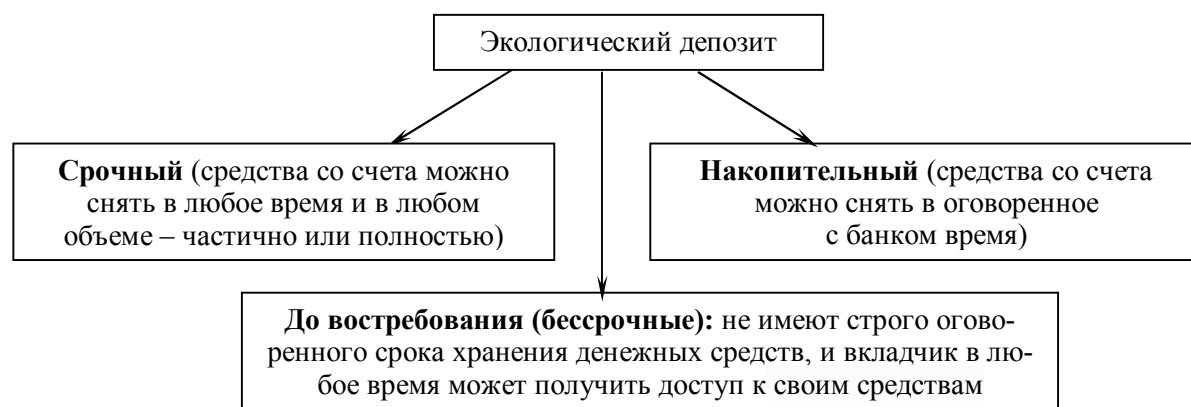 Экологический депозит
Срочный (средства со счета можно
снять в любое время и в любом
объеме – частично или полностью)
Накопительный (средства со счета
можно снять в оговоренное
с банком время)
До востребования (бессрочные): не имеют строго огово-
ренного срока хранения денежных средств, и вкладчик в лю-
бое время может получить доступ к своим средствам